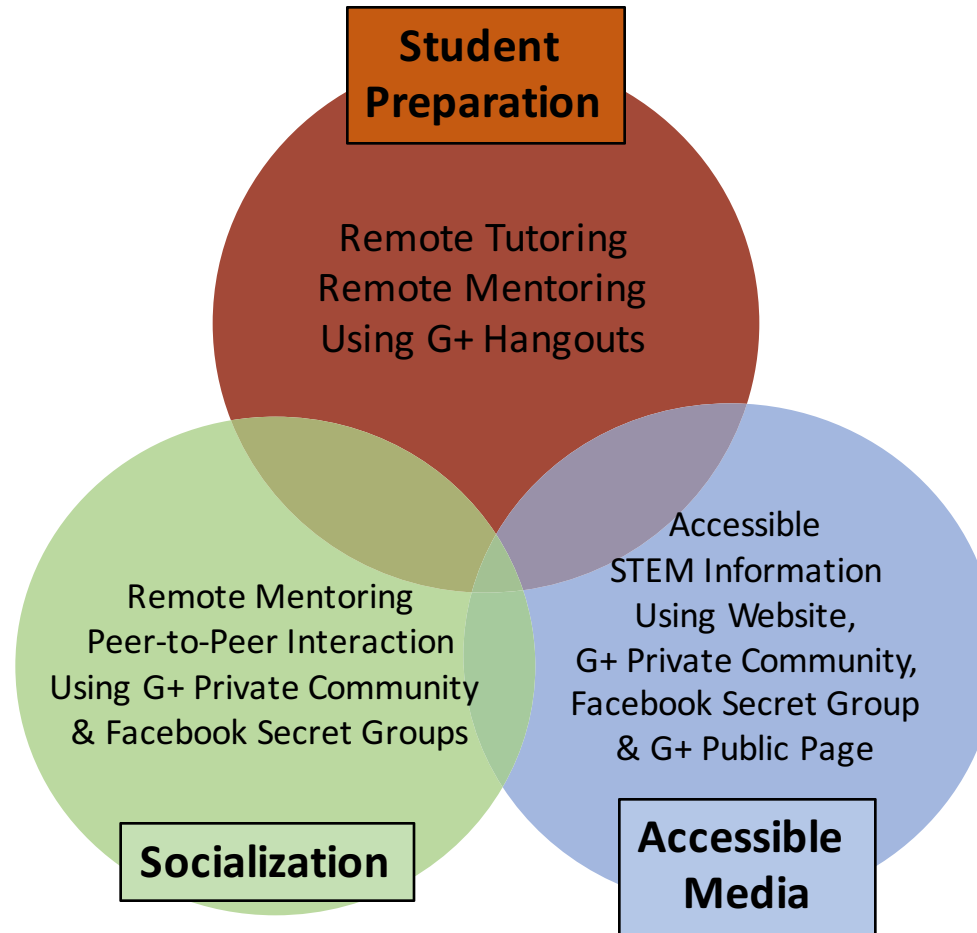 Student
Preparation
Remote Tutoring
Remote Mentoring
Using G+ Hangouts
Remote Mentoring
Peer-to-Peer Interaction
Using G+ Private Community
& Facebook Secret Groups
Socialization
Accessible
STEM Information
Using Website,
G+ Private Community,
Facebook Secret Group
& G+ Public Page
Accessible
Media